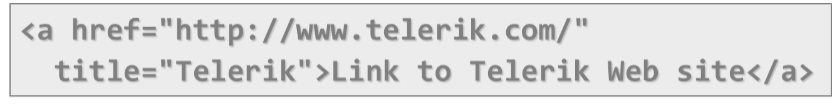 <a href="http://www.telerik.com/"
title="Telerik">Link to Telerik Web site</a>